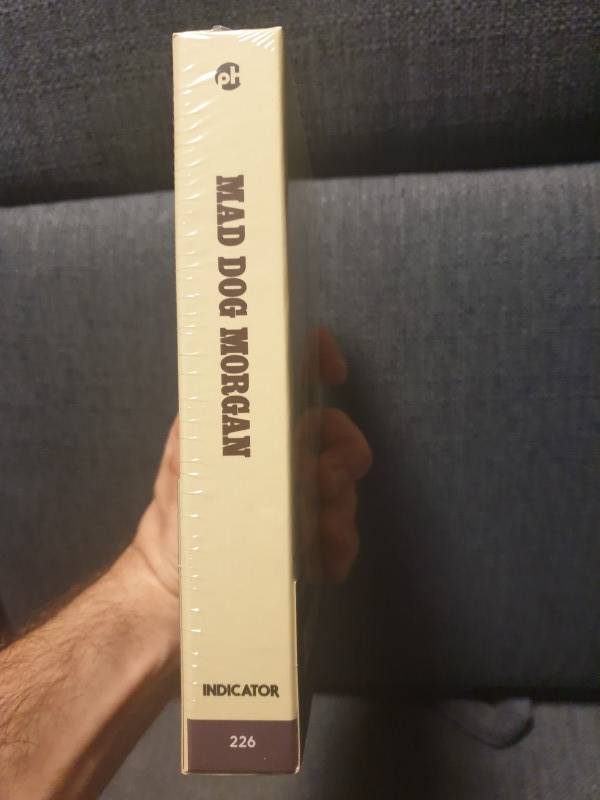 ph
MAD DOG MORGAN
INDICATOR
226